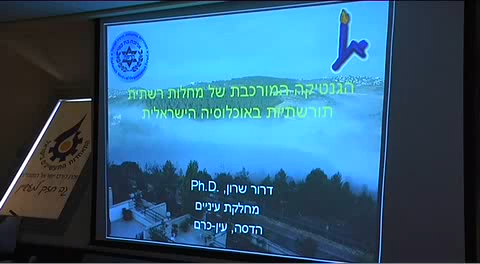 הגנטיקה המורכבת של מחלות רשתית
תורשתיות באוכלוסיה הישראלית
דרור שרון, Ph.D.
מחלקת עיניים
הדסה, עין-כרם